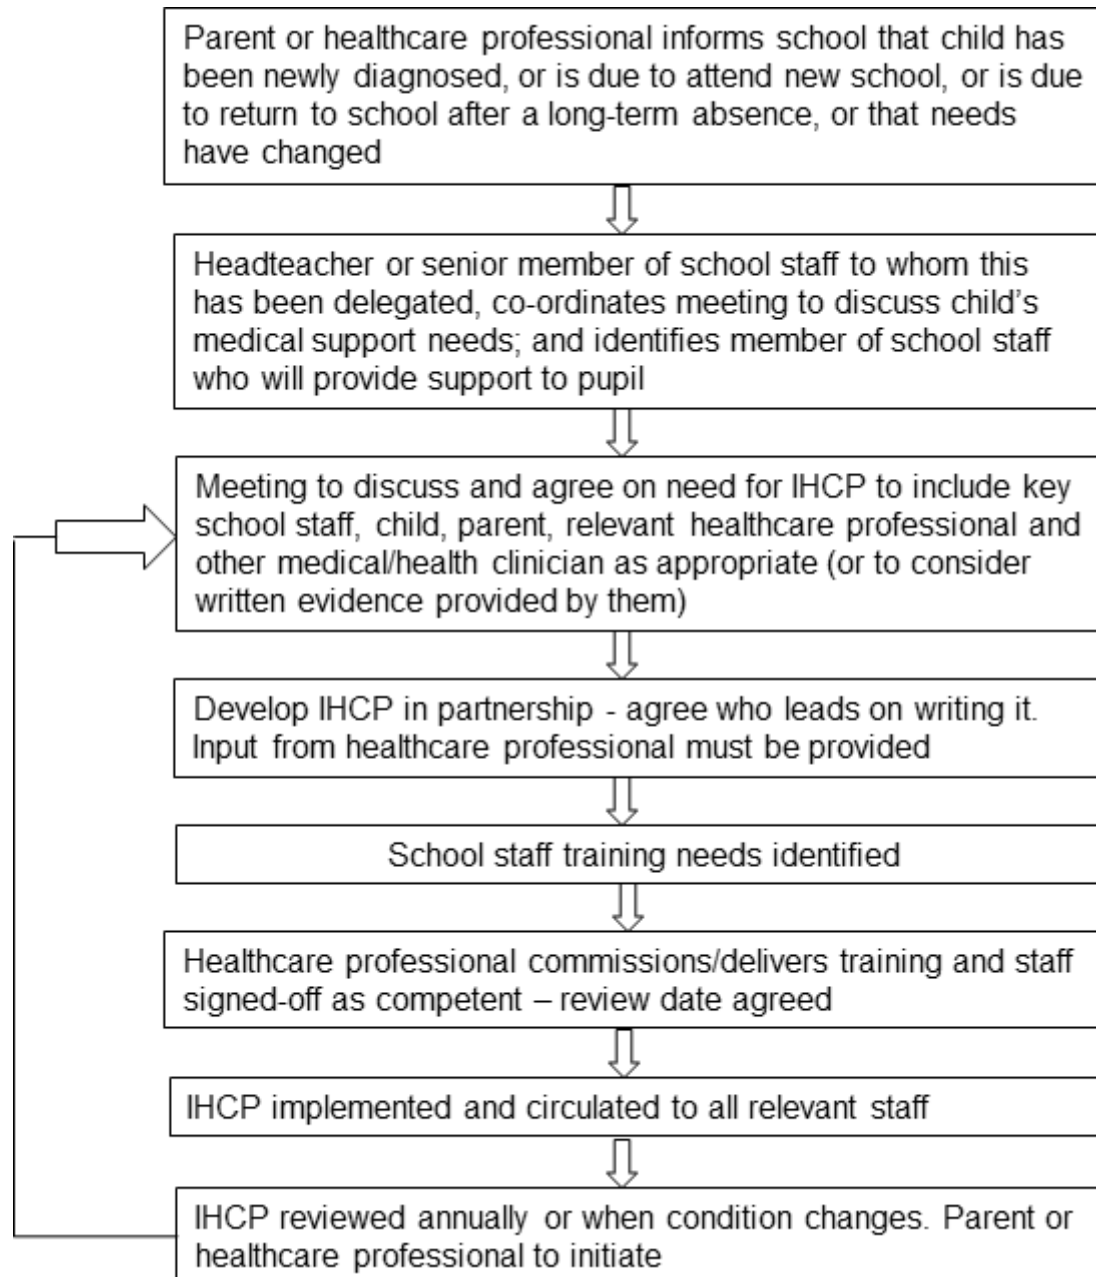 Parent or healthcare professional informs school that child has
been newly diagnosed, or is due to attend new school, or is due
to return to school after a long-term absence, or that needs
have changed
Headteacher or senior member of school staff to whom this
has been delegated, co-ordinates meeting to discuss child's
medical support needs; and identifies member of school staff
who will provide support to pupil
Meeting to discuss and agree on need for IHCP to include key
school staff, child, parent, relevant healthcare professional and
other medical/health clinician as appropriate (or to consider
written evidence provided by them)
Develop IHCP in partnership - agree who leads on writing it.
Input from healthcare professional must be provided
School staff training needs identified
Healthcare professional commissions/delivers training and staff
signed-off as competent – review date agreed
IHCP implemented and circulated to all relevant staff
IHCP reviewed annually or when condition changes. Parent or
healthcare professional to initiate